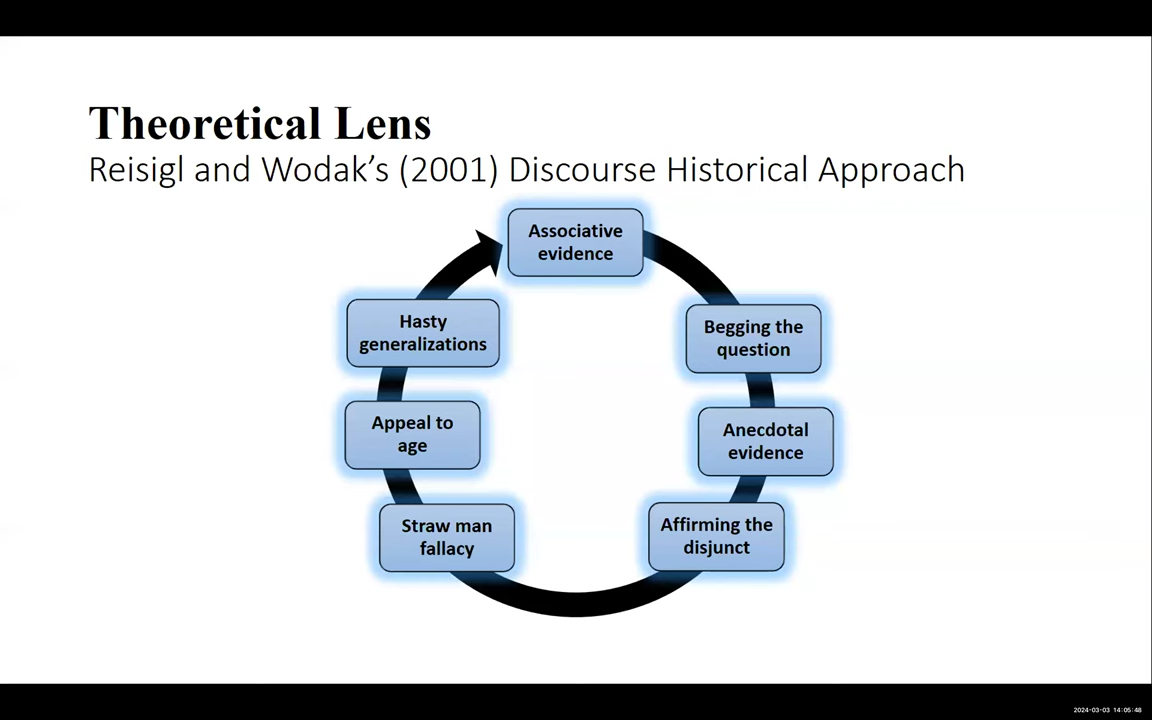 Theoretical Lens
Reisigl and Wodak’s (2001) Discourse Historical Approach
Associative
evidence
Begging the
question
Anecdotal
evidence
Affirming the
disjunct
Straw man
fallacy
Appeal to
age
Hasty
generalizations
2024-03-03 14:05:48